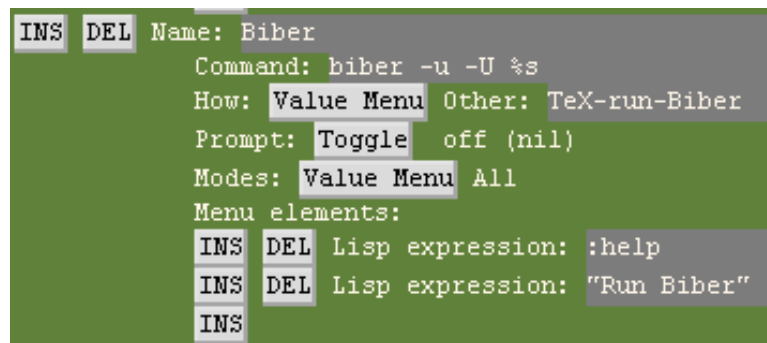 INS DEL Name: Biber
Command: biber -u -U %s
How: Value Menu Other: TeX-run-Biber
Prompt: Toggle off (nil)
Modes: Value Menu All
Menu elements:
INS DEL Lisp expression: :help
INS DEL Lisp expression: "Run Biber"
INS